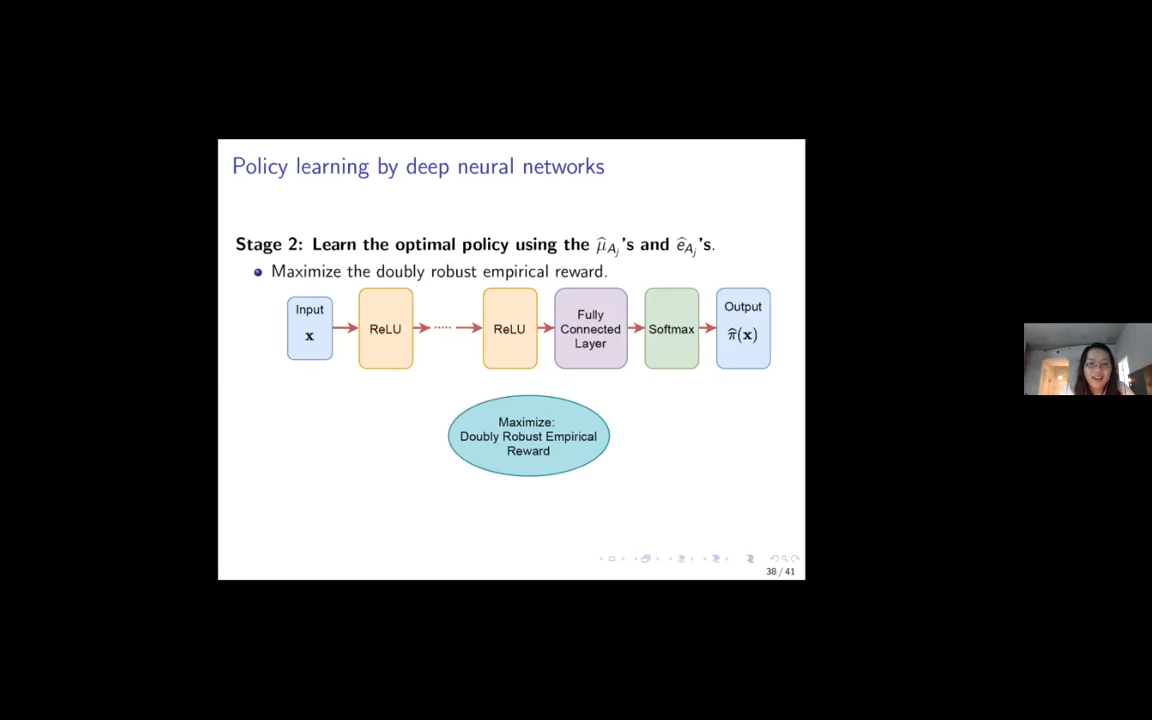 Policy learning by deep neural networks
Stage 2: Learn the optimal policy using the μ̂_{A_j}'s and ê_{A_j}'s.
Maximize the doubly robust empirical reward.
Input
x
ReLU
.....
ReLU
Fully
Connected
Layer
Softmax
Output
π̂(x)
Maximize:
Doubly Robust Empirical
Reward
38 / 41